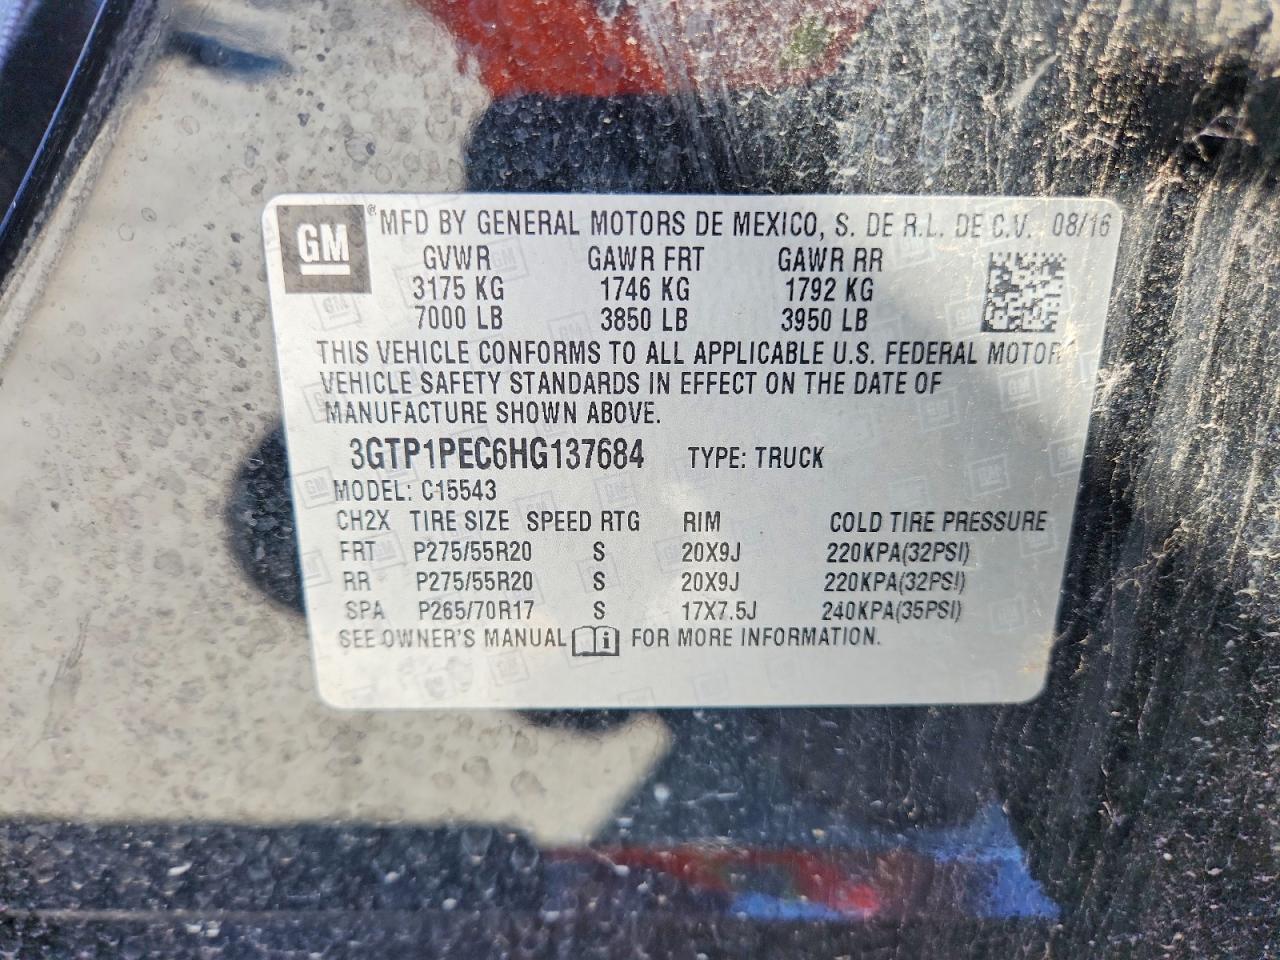 GM ® MFD BY GENERAL MOTORS DE MEXICO, S. DE R.L. DE C.V. 08/16
GVWR GAWR FRT GAWR RR
3175 KG 1746 KG 1792 KG
7000 LB 3850 LB 3950 LB
THIS VEHICLE CONFORMS TO ALL APPLICABLE U.S. FEDERAL MOTOR
VEHICLE SAFETY STANDARDS IN EFFECT ON THE DATE OF
MANUFACTURE SHOWN ABOVE.
3GTP1PEC6HG137684 TYPE: TRUCK
MODEL: C15543
CH2X TIRE SIZE SPEED RTG RIM COLD TIRE PRESSURE
FRT P275/55R20 S 20X9J 220KPA(32PSI)
RR P275/55R20 S 20X9J 220KPA(32PSI)
SPA P265/70R17 S 17X7.5J 240KPA(35PSI)
SEE OWNER'S MANUAL i FOR MORE INFORMATION.